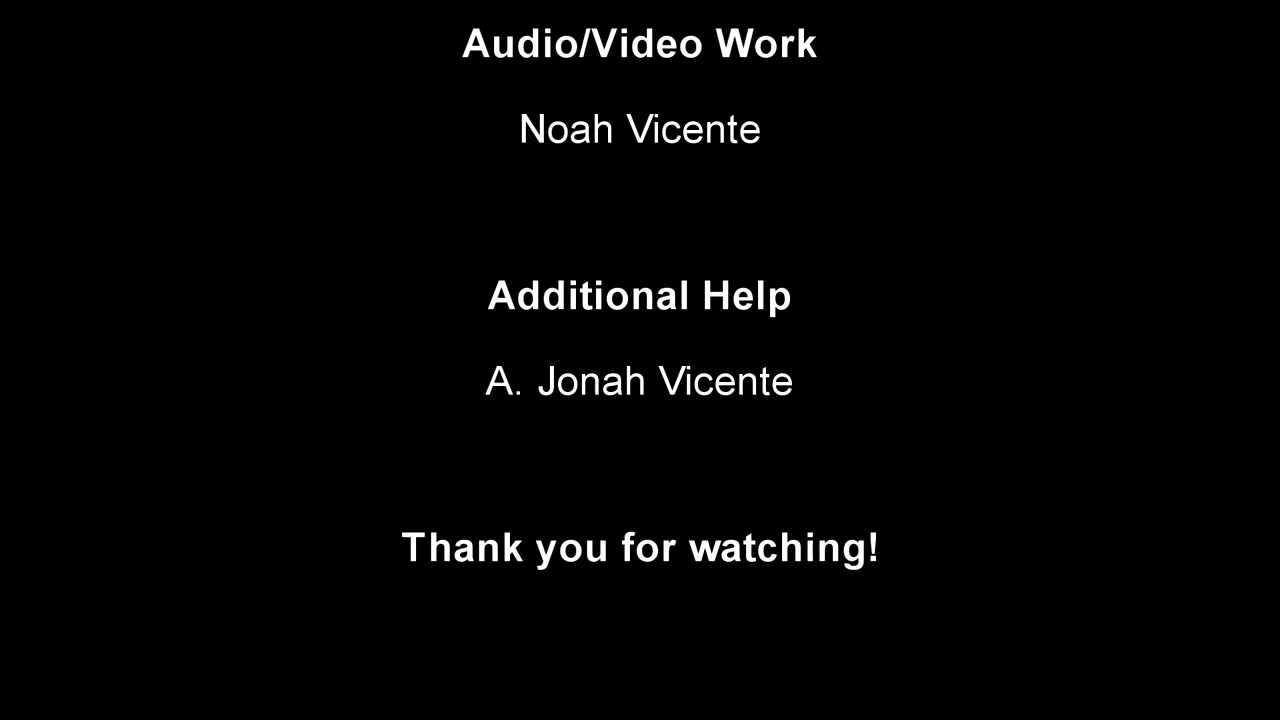 Audio/Video Work
Noah Vicente
Additional Help
A. Jonah Vicente
Thank you for watching!